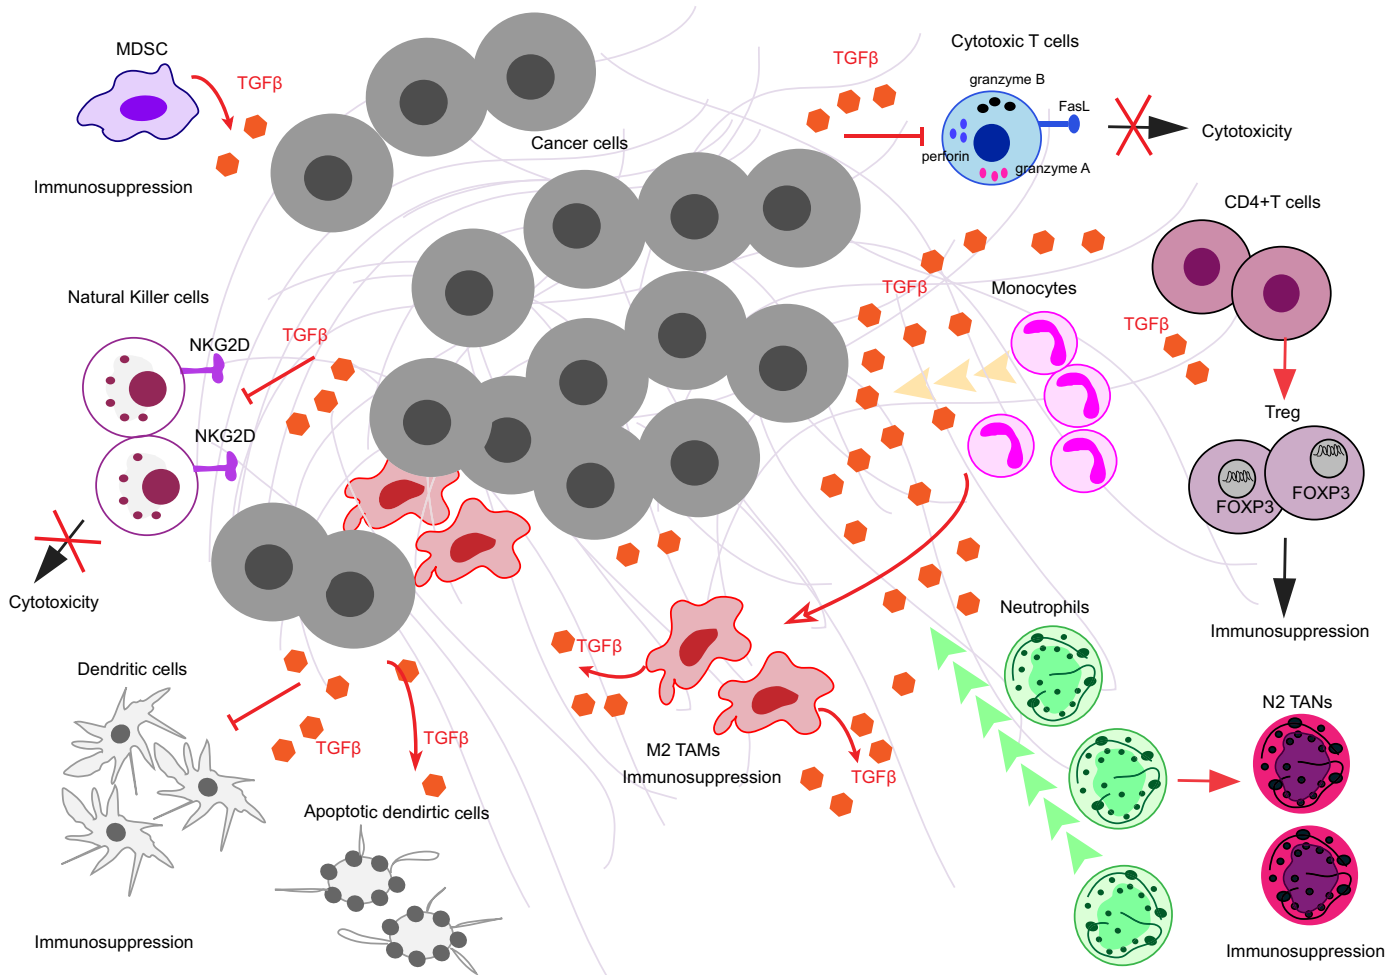 MDSC
TGFβ
Immunosuppression
Cancer cells
TGFβ
Cytotoxic T cells
granzyme B
FasL
perforin
granzyme A
Cytotoxicity
CD4+T cells
TGFβ
Monocytes
TGFβ
Treg
FOXP3
FOXP3
Immunosuppression
Natural Killer cells
NKG2D
TGFβ
NKG2D
Cytotoxicity
Neutrophils
N2 TANs
Immunosuppression
TGFβ
M2 TAMs
Immunosuppression
TGFβ
Dendritic cells
TGFβ
TGFβ
Apoptotic dendirtic cells
Immunosuppression